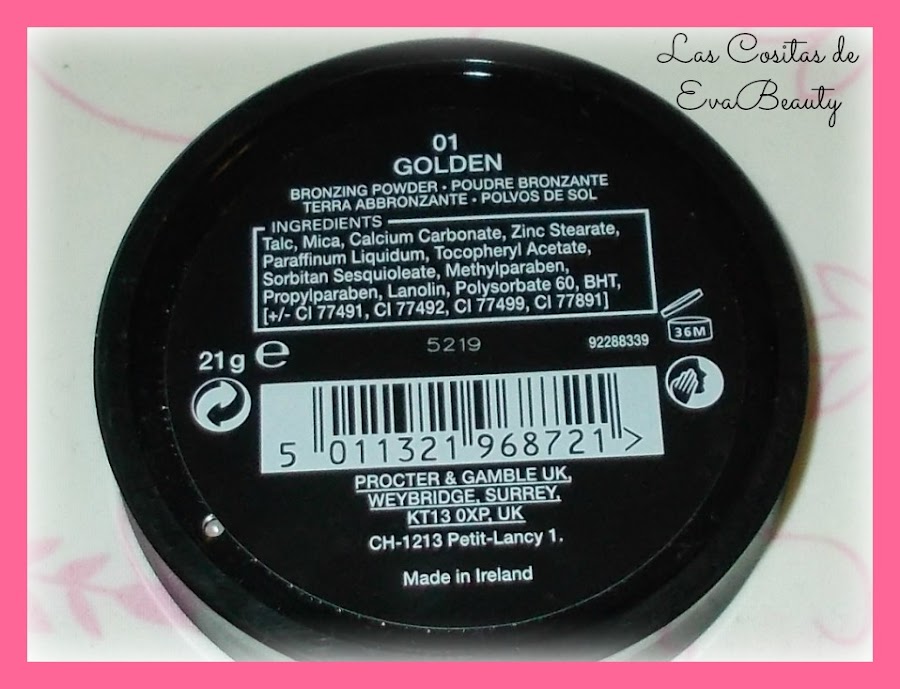 Las Cositas de
EvaBeauty
01
GOLDEN
BRONZING POWDER • POUDRE BRONZANTE
TERRA ABBRONZANTE • POLVOS DE SOL
INGREDIENTS
Talc, Mica, Calcium Carbonate, Zinc Stearate,
Paraffinum Liquidum, Tocopheryl Acetate,
Sorbitan Sesquioleate, Methylparaben,
Propylparaben, Lanolin, Polysorbate 60, BHT,
[+/- CI 77491, CI 77492, CI 77499, CI 77891]
36M
21g e
5219
92288339
5 011321 968721 >
PROCTER & GAMBLE UK,
WEYBRIDGE, SURREY,
KT13 0XP, UK
CH-1213 Petit-Lancy 1.
Made in Ireland